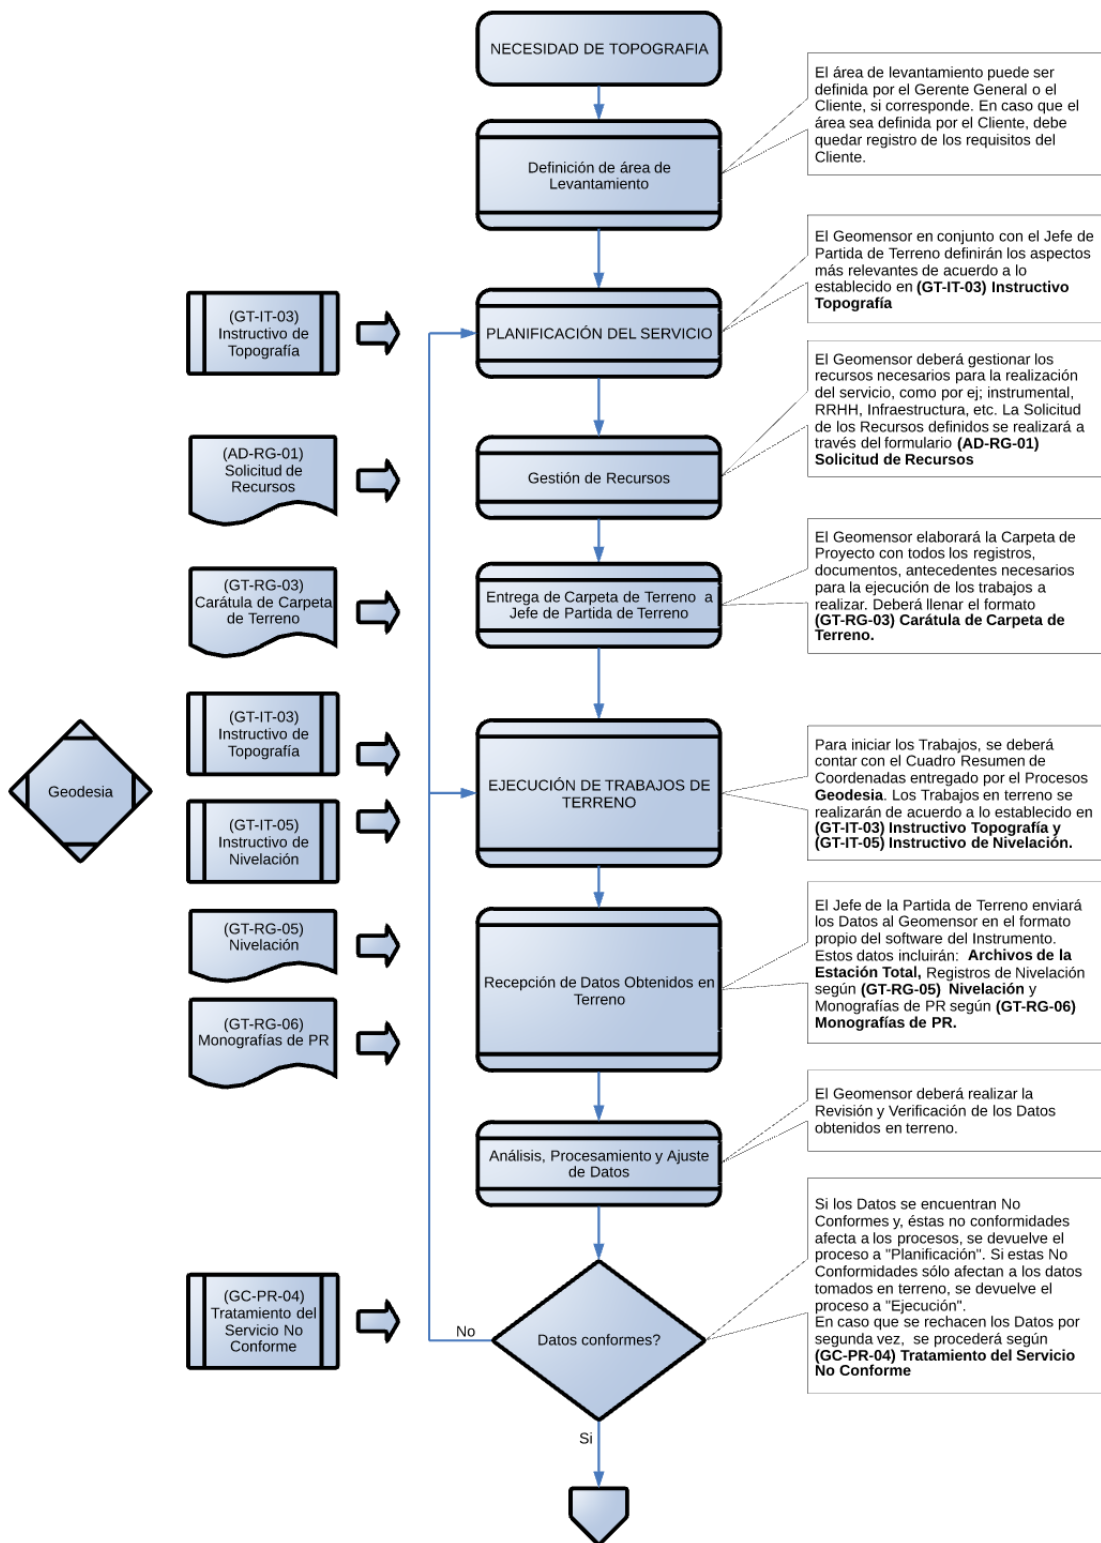 NECESIDAD DE TOPOGRAFIA
El área de levantamiento puede ser
definida por el Gerente General o el
Cliente, si corresponde. En caso que el
área sea definida por el Cliente, debe
quedar registro de los requisitos del
Cliente.
Definición de área de
Levantamiento
El Geomensor en conjunto con el Jefe de
Partida de Terreno definirán los aspectos
más relevantes de acuerdo a lo
establecido en (GT-IT-03) Instructivo
Topografía
(GT-IT-03)
Instructivo de
Topografía
PLANIFICACIÓN DEL SERVICIO
El Geomensor deberá gestionar los
recursos necesarios para la realización
del servicio, como por ej; instrumental,
RRHH, Infraestructura, etc. La Solicitud
de los Recursos definidos se realizará a
través del formulario (AD-RG-01)
Solicitud de Recursos
(AD-RG-01)
Solicitud de
Recursos
Gestión de Recursos
El Geomensor elaborará la Carpeta de
Proyecto con todos los registros,
documentos, antecedentes necesarios
para la ejecución de los trabajos a
realizar. Deberá llenar el formato
(GT-RG-03) Carátula de Carpeta de
Terreno.
(GT-RG-03)
Carátula de Carpeta
de Terreno
Entrega de Carpeta de Terreno a
Jefe de Partida de Terreno
Geodesia
(GT-IT-03)
Instructivo de
Topografía
(GT-IT-05)
Instructivo de
Nivelación
EJECUCIÓN DE TRABAJOS DE
TERRENO
Para iniciar los Trabajos, se deberá
contar con el Cuadro Resumen de
Coordenadas entregado por el Procesos
Geodesia. Los Trabajos en terreno se
realizarán de acuerdo a lo establecido en
(GT-IT-03) Instructivo Topografía y
(GT-IT-05) Instructivo de Nivelación.
(GT-RG-05)
Nivelación
(GT-RG-06)
Monografías de PR
Recepción de Datos Obtenidos en
Terreno
El Jefe de la Partida de Terreno enviará
los Datos al Geomensor en el formato
propio del software del Instrumento.
Estos datos incluirán: Archivos de la
Estación Total, Registros de Nivelación
según (GT-RG-05) Nivelación y
Monografías de PR según (GT-RG-06)
Monografías de PR.
Análisis, Procesamiento y Ajuste
de Datos
El Geomensor deberá realizar la
Revisión y Verificación de los Datos
obtenidos en terreno.
(GC-PR-04)
Tratamiento del
Servicio No
Conforme
No
Datos conformes?
Si los Datos se encuentran No
Conformes y, éstas no conformidades
afecta a los procesos, se devuelve el
proceso a "Planificación". Si estas No
Conformidades sólo afectan a los datos
tomados en terreno, se devuelve el
proceso a "Ejecución".
En caso que se rechacen los Datos por
segunda vez, se procederá según
(GC-PR-04) Tratamiento del Servicio
No Conforme
Si